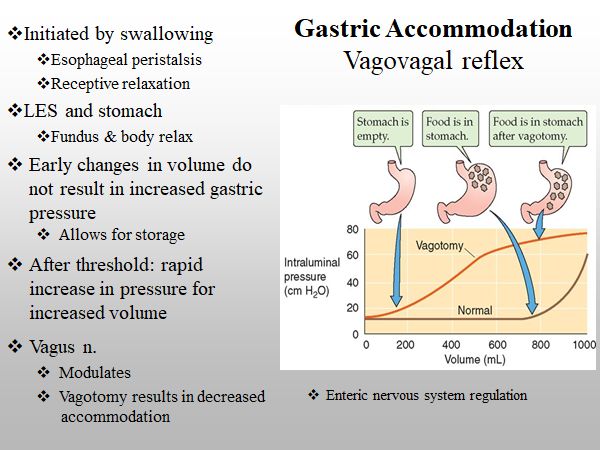 Gastric Accommodation
Vagovagal reflex
❖Initiated by swallowing
❖Esophageal peristalsis
❖Receptive relaxation
❖LES and stomach
❖Fundus & body relax
❖ Early changes in volume do
not result in increased gastric
pressure
❖ Allows for storage
❖ After threshold: rapid
increase in pressure for
increased volume
❖ Vagus n.
❖ Modulates
❖ Vagotomy results in decreased
accommodation
Stomach is
empty.
Food is in
stomach.
Food is in stomach
after vagotomy.
80
60
40
20
0
Intraluminal
pressure
(cm H₂O)
Vagotomy
Normal
0 200 400 600 800 1000
Volume (mL)
❖ Enteric nervous system regulation